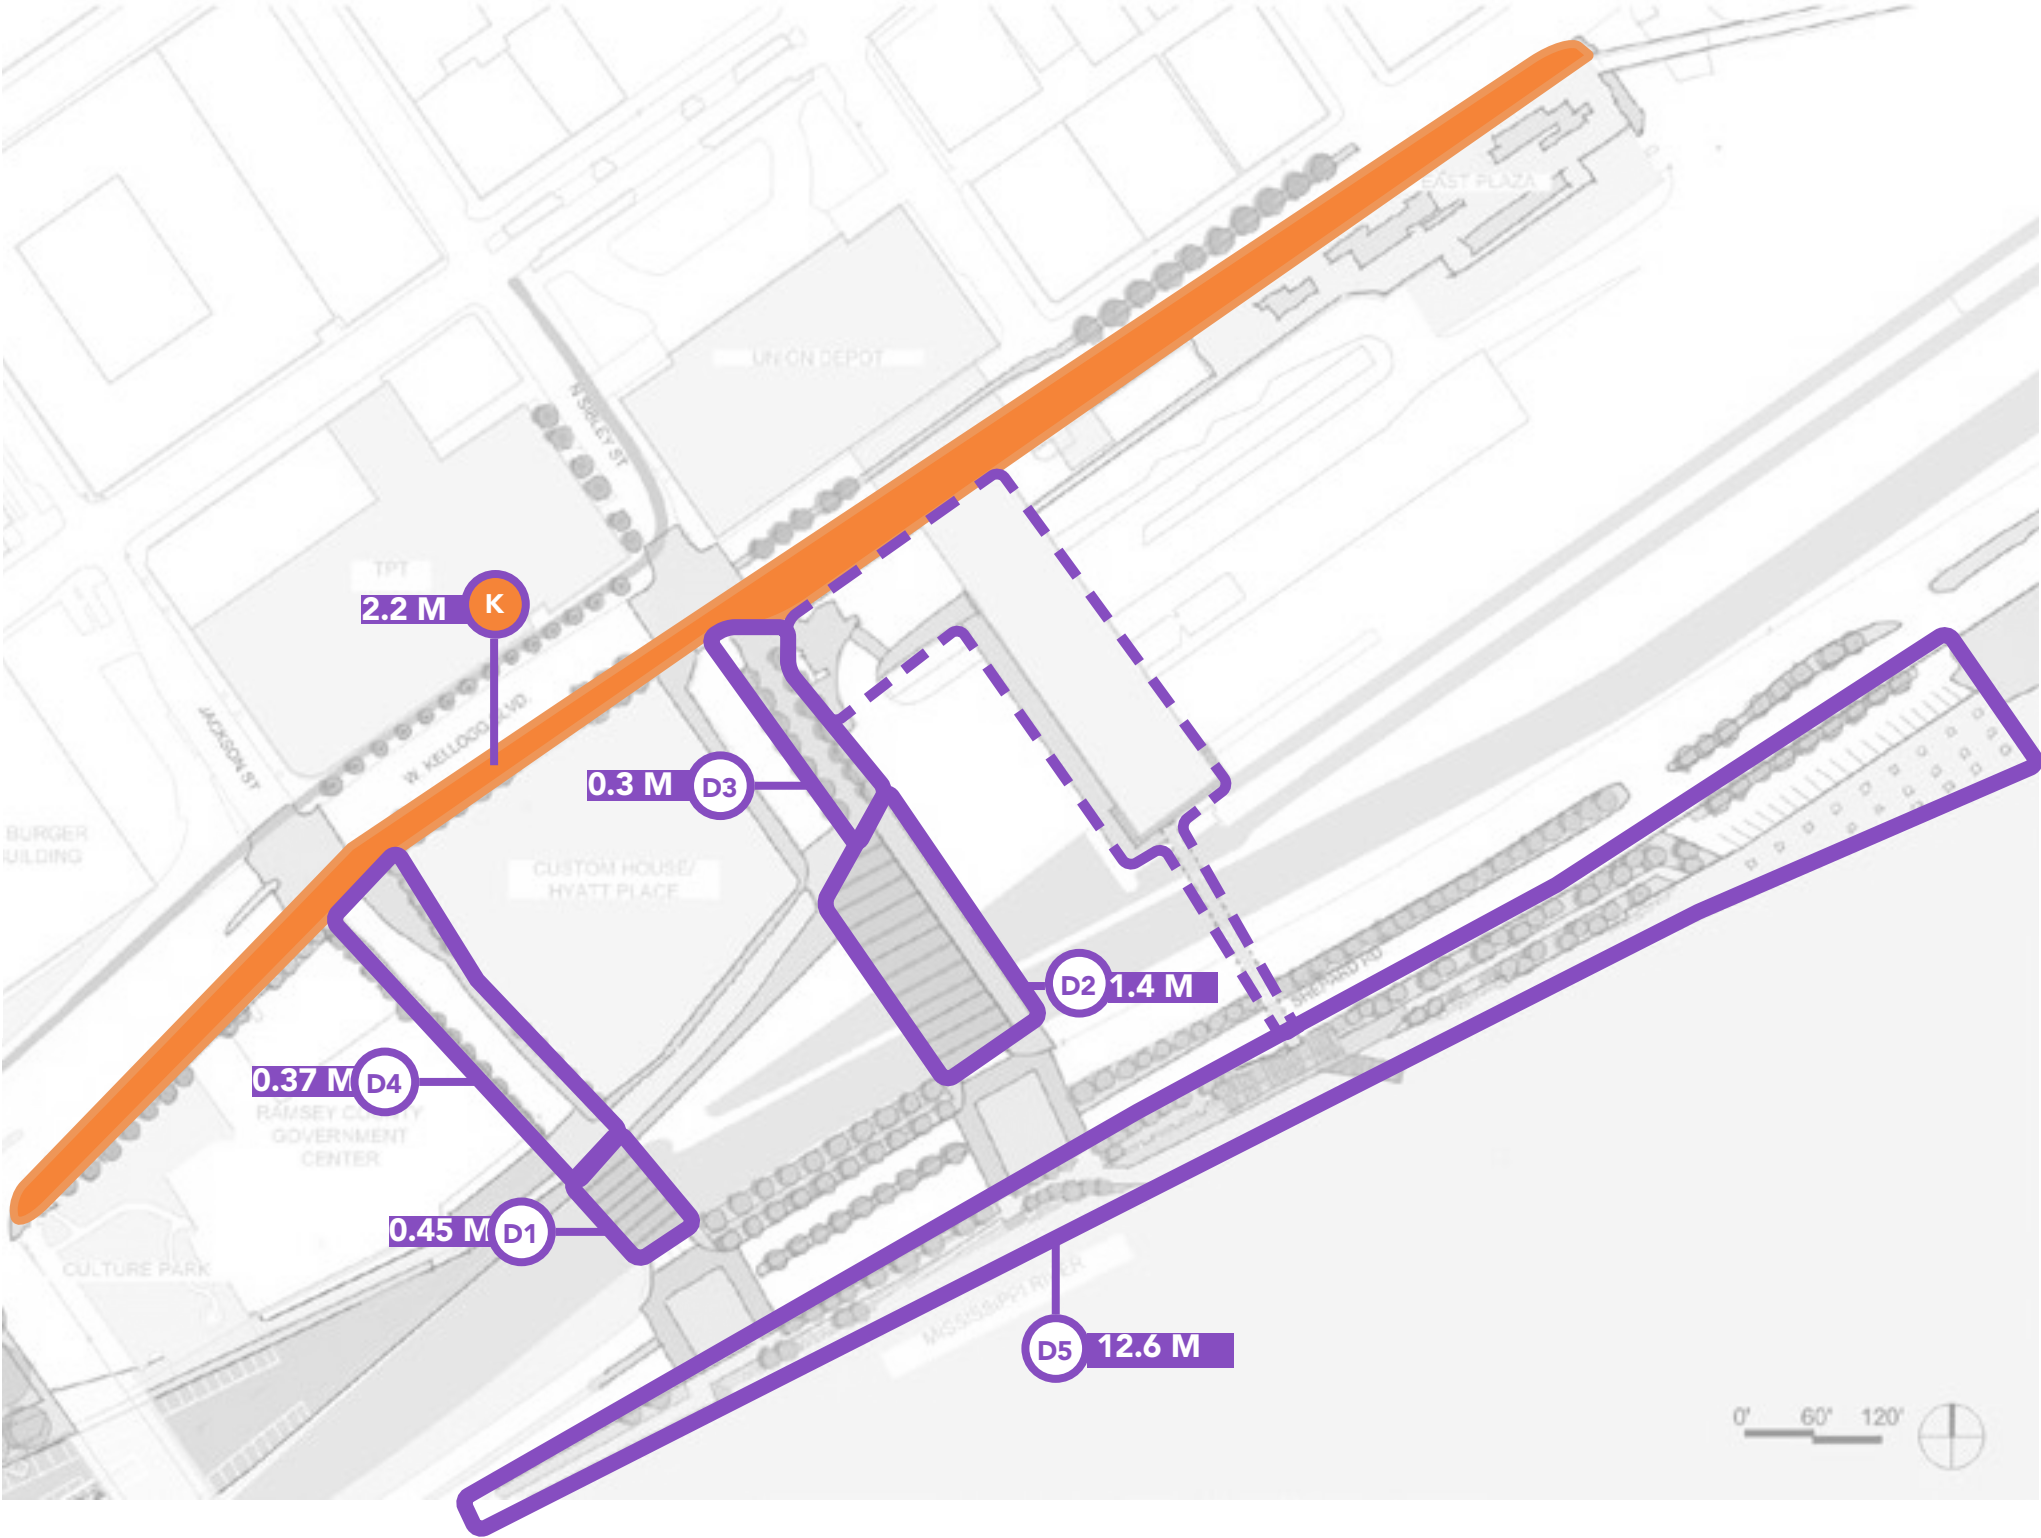 EAST PLAZA
UNION DEPOT
N SIBLEY ST
TPT
2.2 M
K
W. KELLOGG BLVD.
JACKSON ST
0.3 M
D3
BURGER
UILDING
CUSTOM HOUSE/
HYATT PLACE
D2
1.4 M
SHEPARD RD
0.37 M
D4
RAMSEY COUNTY
GOVERNMENT
CENTER
0.45 M
D1
CULTURE PARK
MISSISSIPPI RIVER
D5
12.6 M
0' 60' 120'